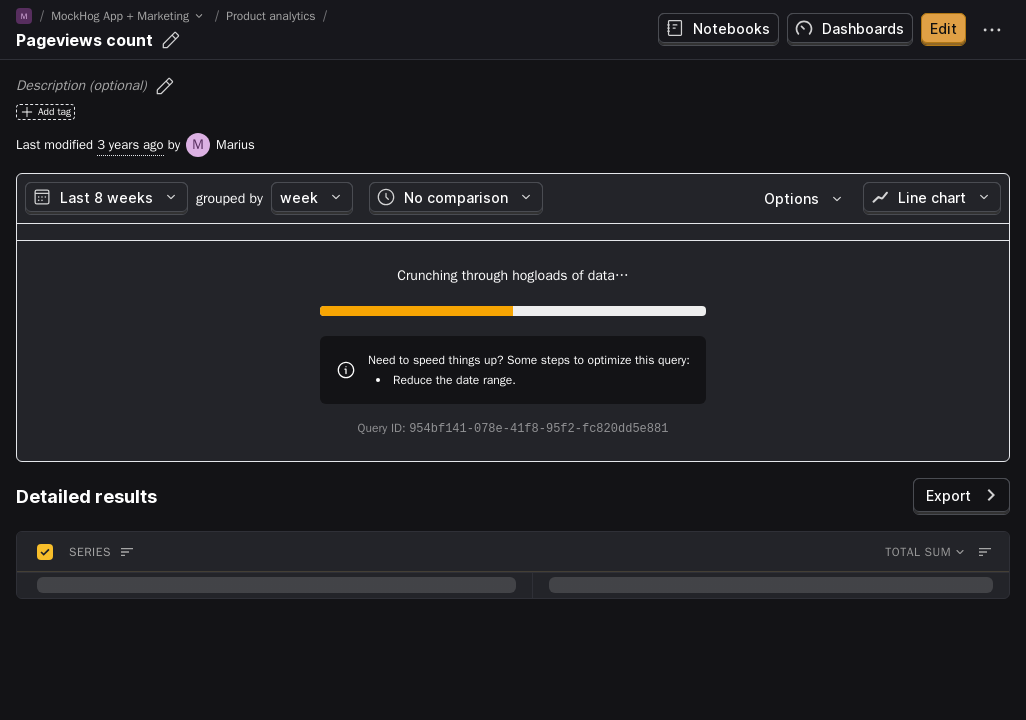 M / MockHog App + Marketing / Product analytics /
Pageviews count
Notebooks Dashboards Edit
Description (optional)
Add tag
Last modified 3 years ago by M Marius
Last 8 weeks grouped by week No comparison Options Line chart
Crunching through hogloads of data…
Need to speed things up? Some steps to optimize this query:
• Reduce the date range.
Query ID: 954bf141-078e-41f8-95f2-fc820dd5e881
Detailed results
Export
SERIES TOTAL SUM